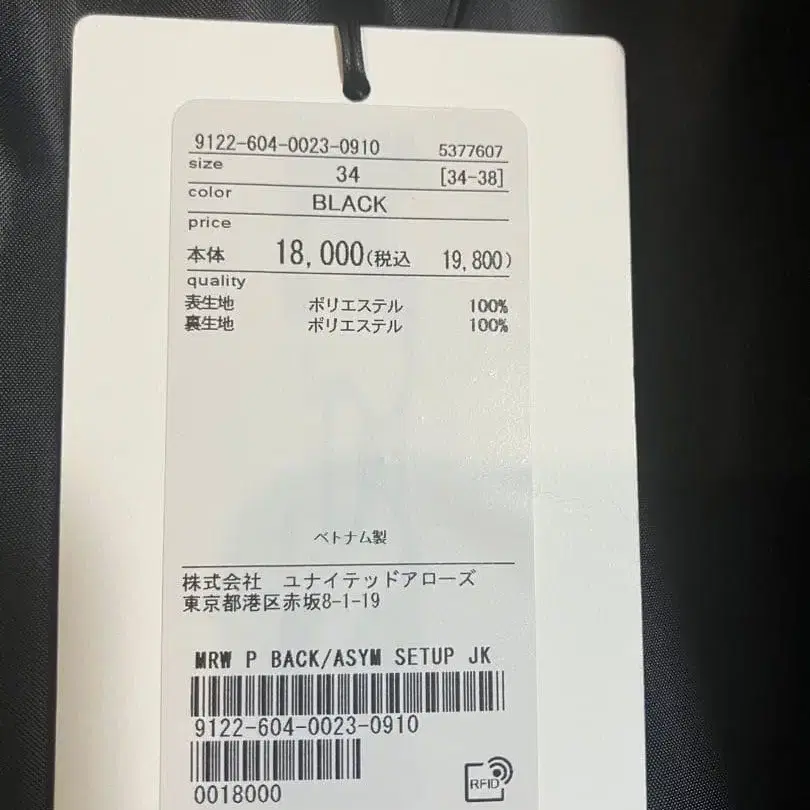 9122-604-0023-0910 5377607
size 34 [34-38]
color BLACK
price
本体 18,000(税込 19,800)
quality
表生地 ポリエステル 100%
裏生地 ポリエステル 100%
ベトナム製
株式会社 ユナイテッドアローズ
東京都港区赤坂8-1-19
MRW P BACK/ASYM SETUP JK
9122-604-0023-0910
0018000
RFID